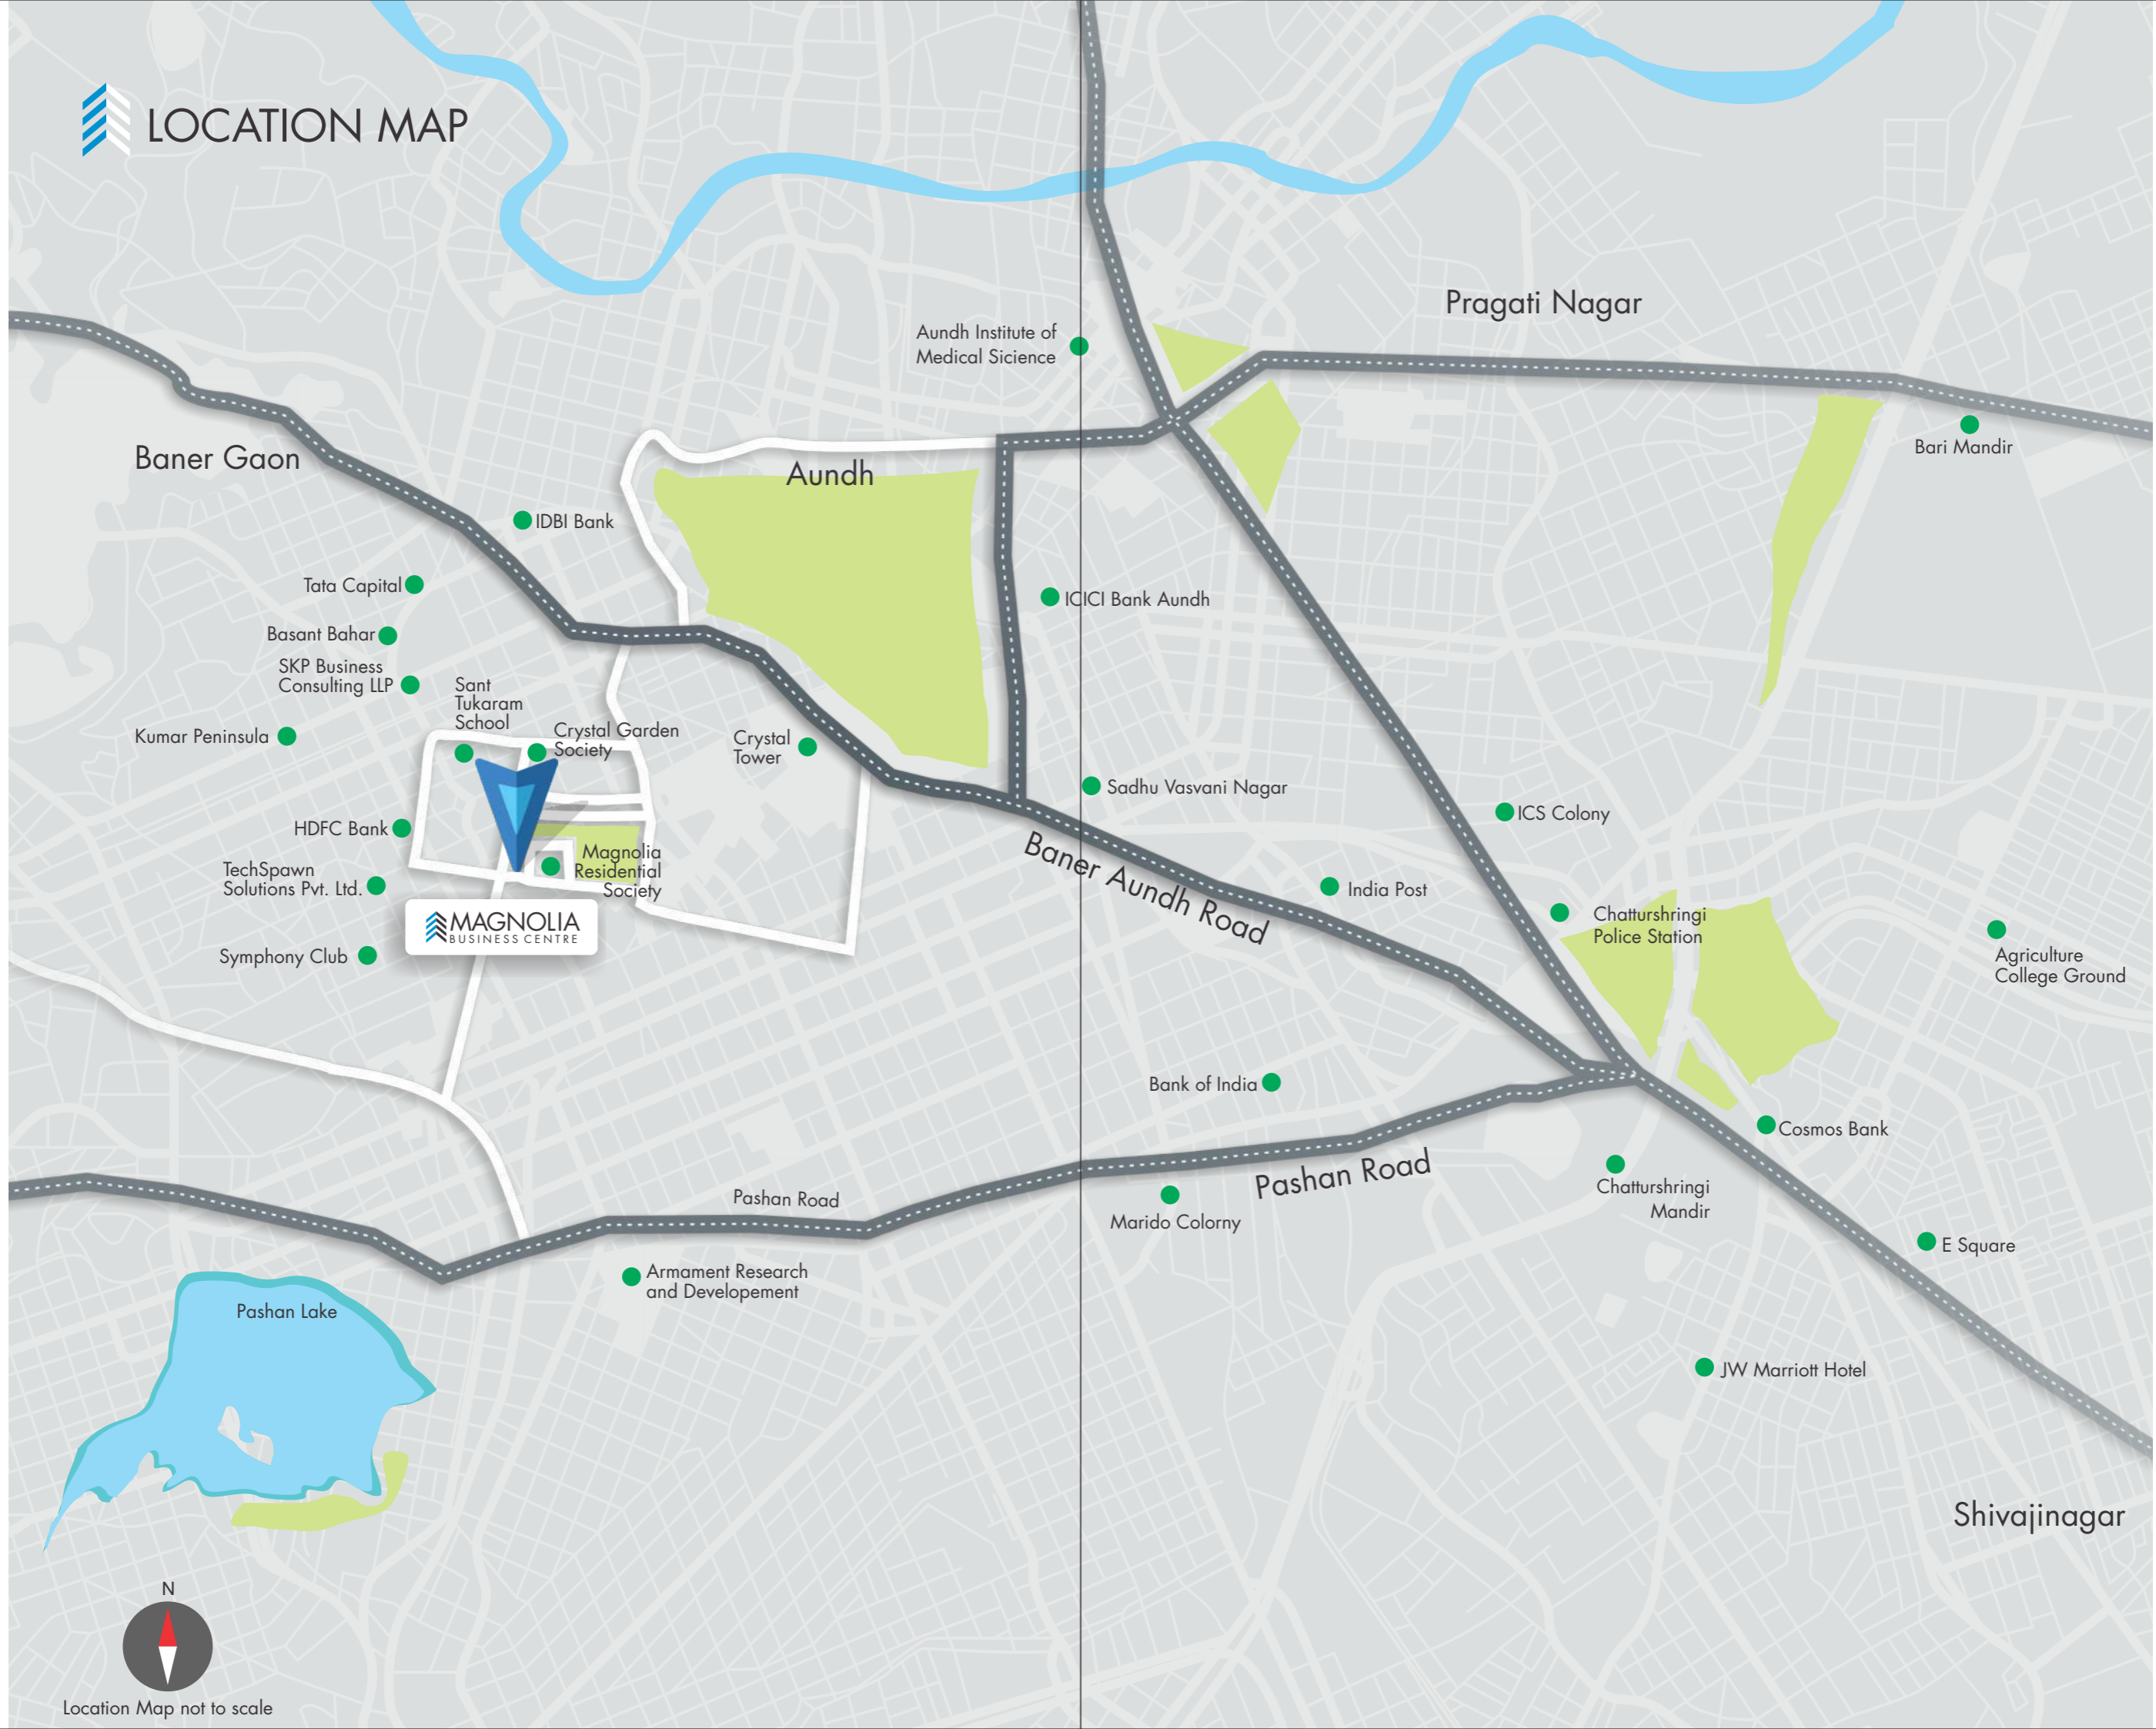 LOCATION MAP
Pragati Nagar
Aundh Institute of
Medical Sicience
Bari Mandir
Baner Gaon
Aundh
IDBI Bank
Tata Capital
ICICI Bank Aundh
Basant Bahar
SKP Business
Consulting LLP
Sant
Tukaram
School
Kumar Peninsula
Crystal Garden
Society
Crystal
Tower
Sadhu Vasvani Nagar
ICS Colony
HDFC Bank
Magnolia
Residential
Society
TechSpawn
Solutions Pvt. Ltd.
Baner Aundh Road
India Post
Chatturshringi
Police Station
MAGNOLIA
BUSINESS CENTRE
Symphony Club
Agriculture
College Ground
Bank of India
Cosmos Bank
Pashan Road
Pashan Road
Marido Colorny
Chatturshringi
Mandir
E Square
Armament Research
and Developement
Pashan Lake
JW Marriott Hotel
Shivajinagar
N
Location Map not to scale